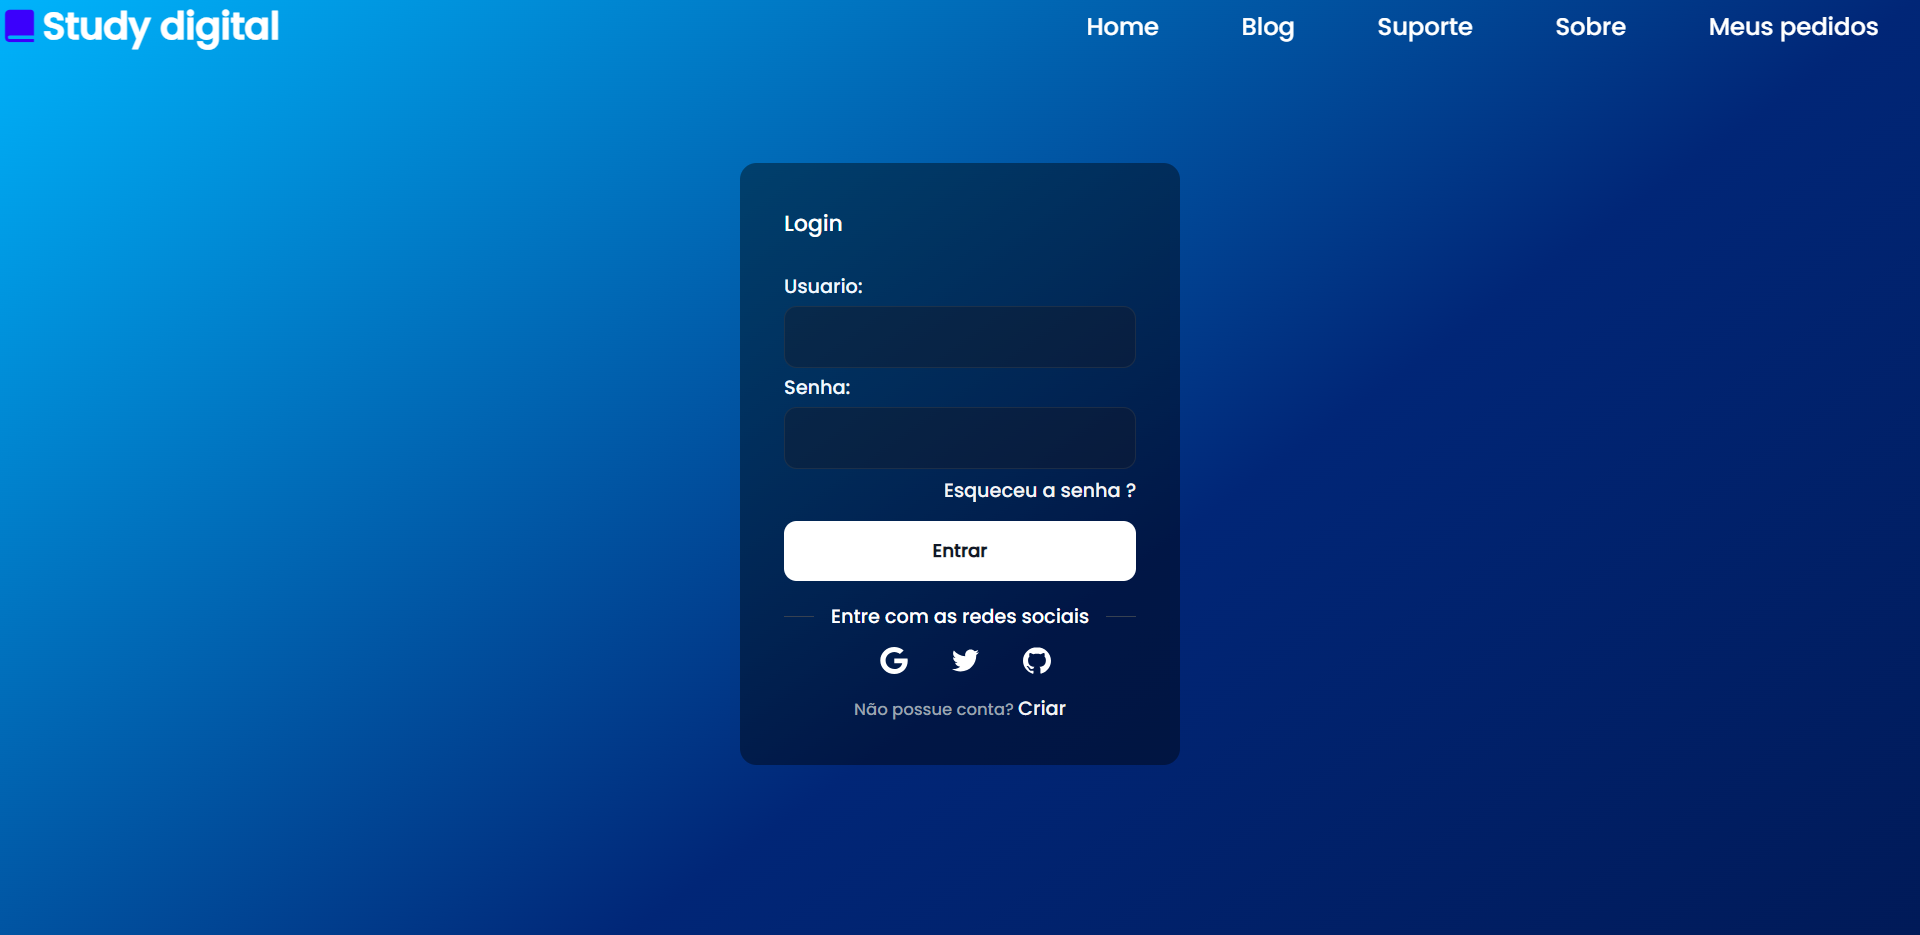 Study digital
Home Blog Suporte Sobre Meus pedidos
Login
Usuario:
Senha:
Esqueceu a senha ?
Entrar
Entre com as redes sociais
Não possue conta? Criar